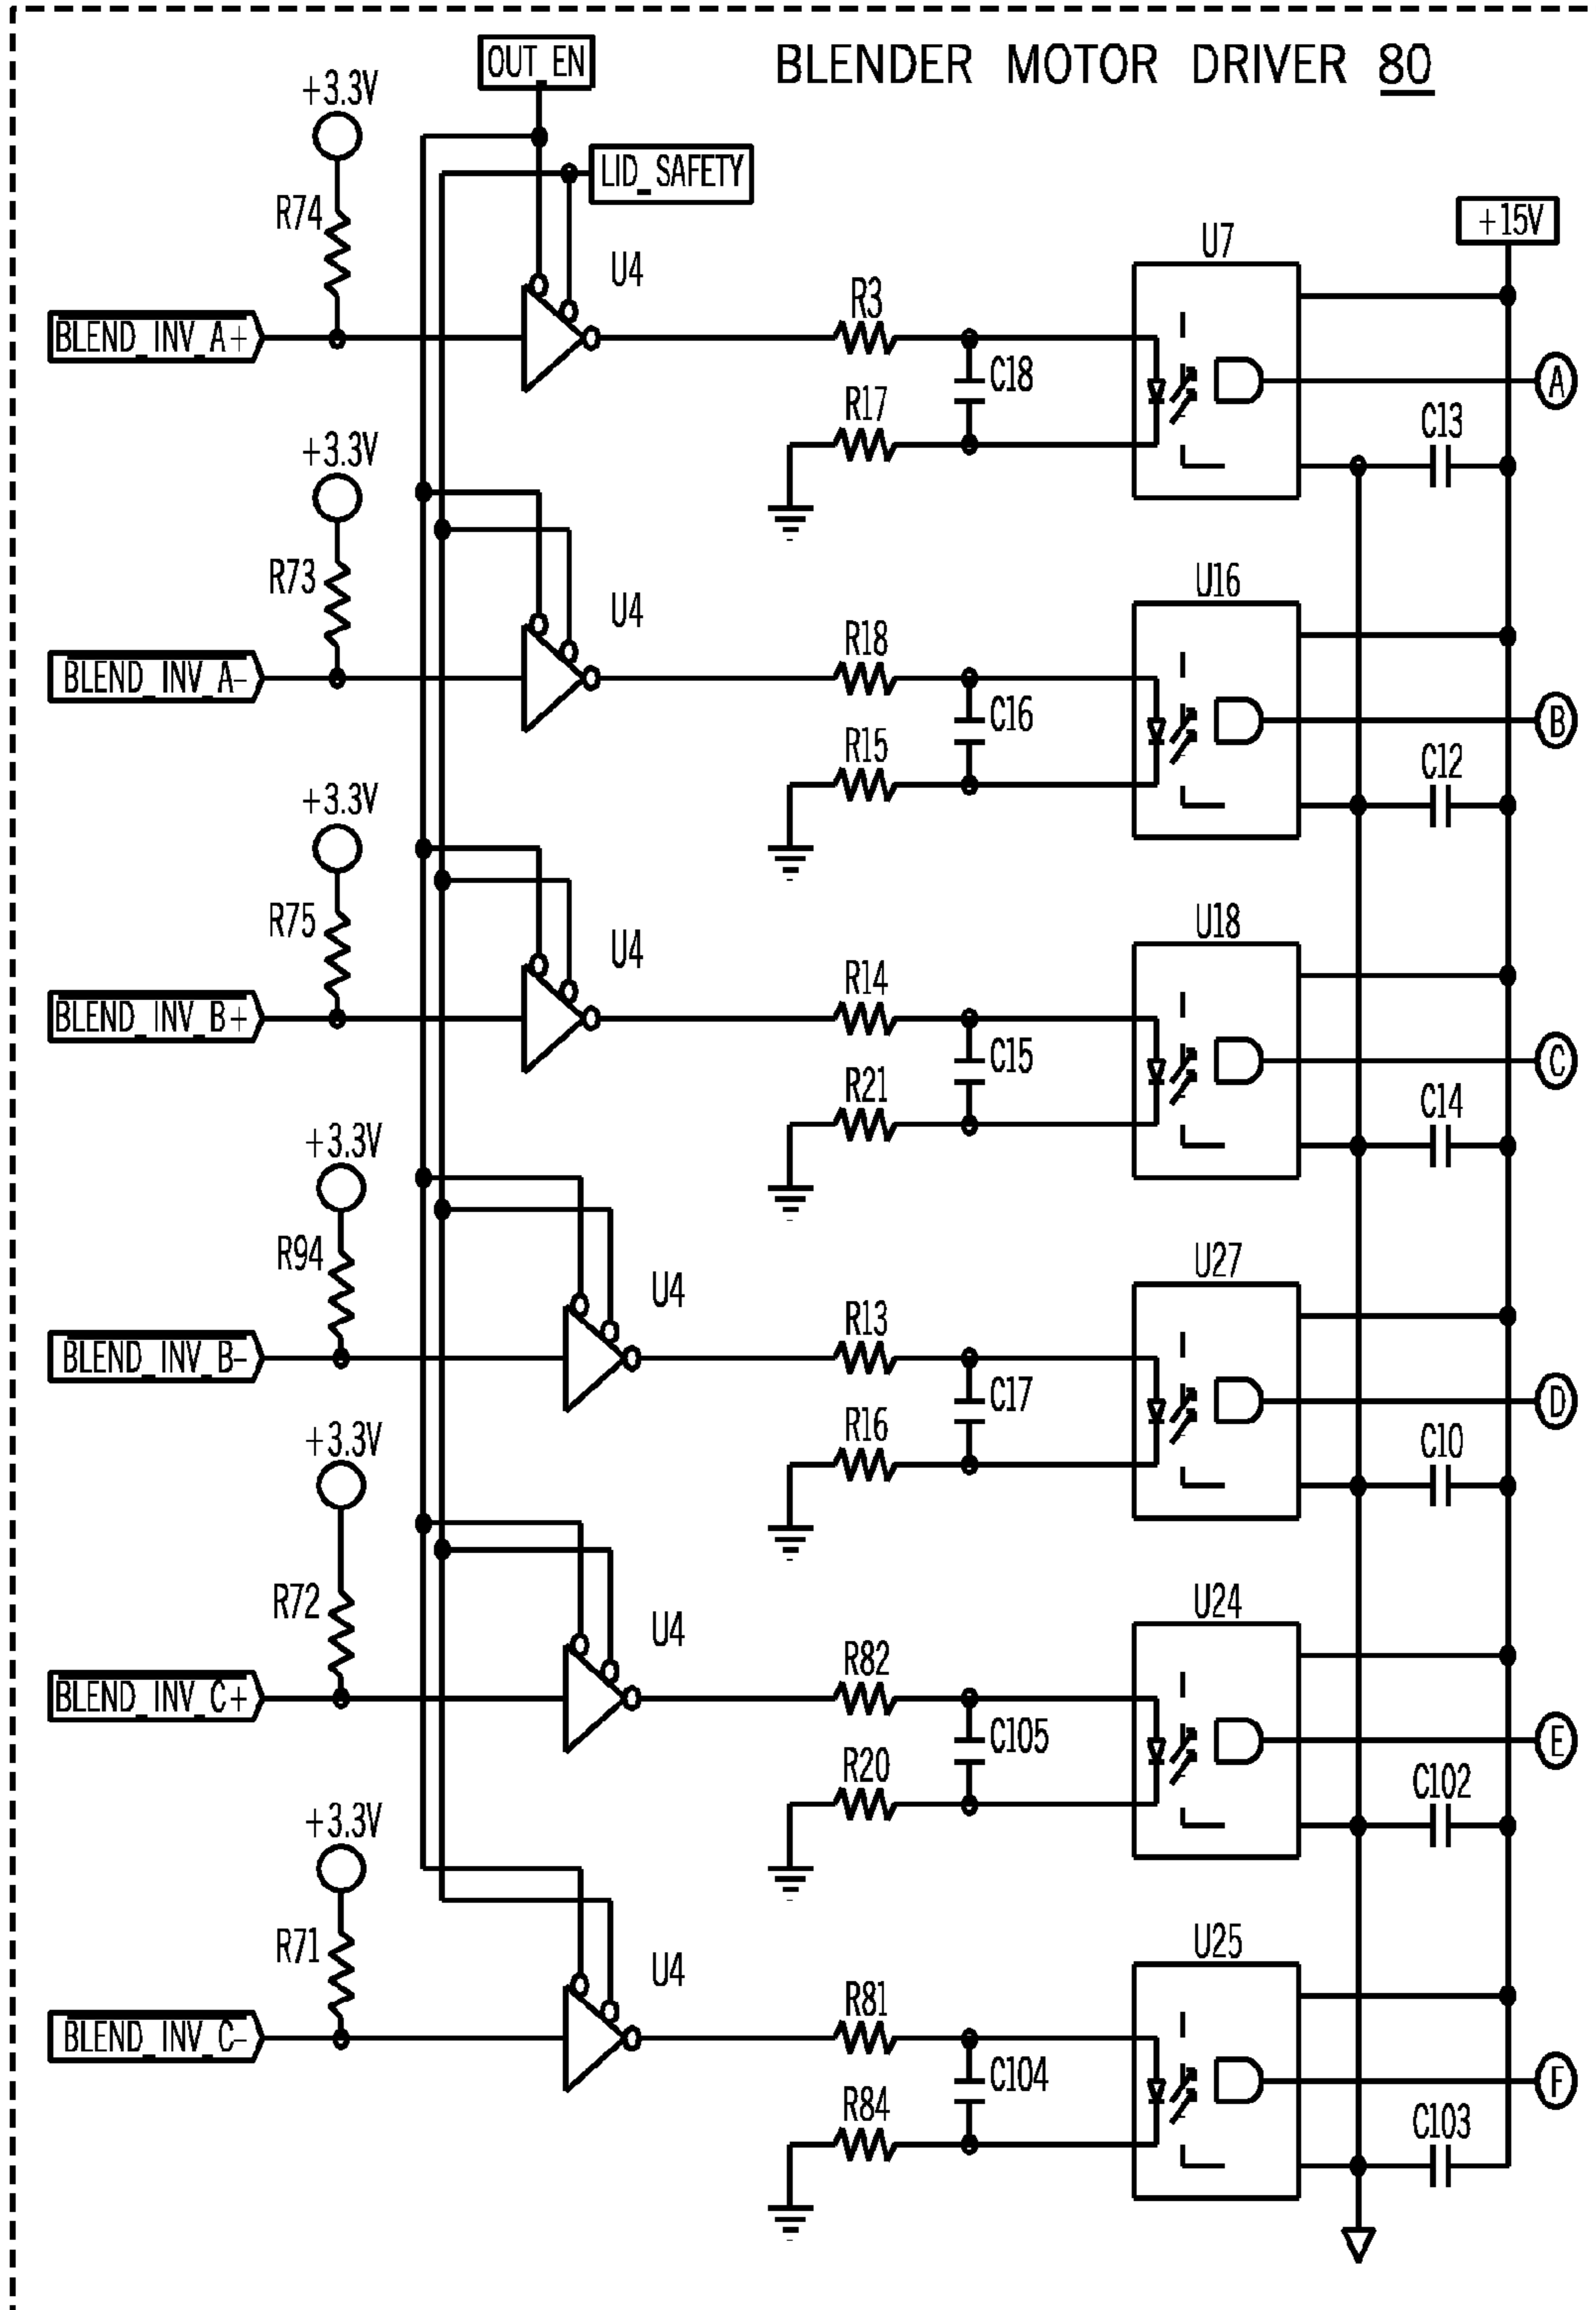 OUT_EN
BLENDER MOTOR DRIVER 80
+3.3V
LID_SAFETY
R74
+15V
U7
U4
R3
BLEND_INV_A+
C18
A
R17
C13
+3.3V
U16
R73
U4
R18
BLEND_INV_A-
C16
B
R15
C12
+3.3V
U18
R75
U4
R14
BLEND_INV_B+
C15
C
R21
C14
+3.3V
R94
U27
U4
R13
BLEND_INV_B-
C17
D
R16
C10
+3.3V
R72
U24
U4
R82
BLEND_INV_C+
C105
E
R20
C102
+3.3V
R71
U25
U4
R81
BLEND_INV_C-
C104
F
R84
C103